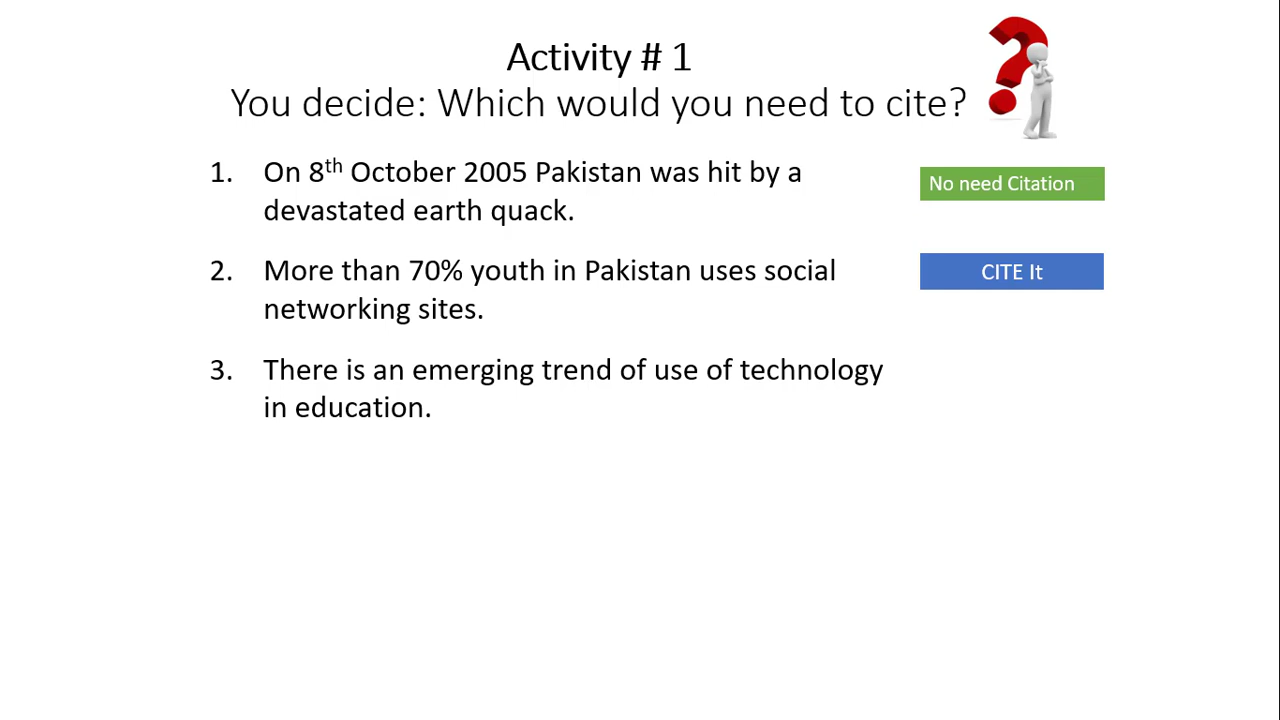 Activity # 1
You decide: Which would you need to cite?
1. On 8th October 2005 Pakistan was hit by a
devastated earth quack.
No need Citation
2. More than 70% youth in Pakistan uses social
networking sites.
CITE It
3. There is an emerging trend of use of technology
in education.